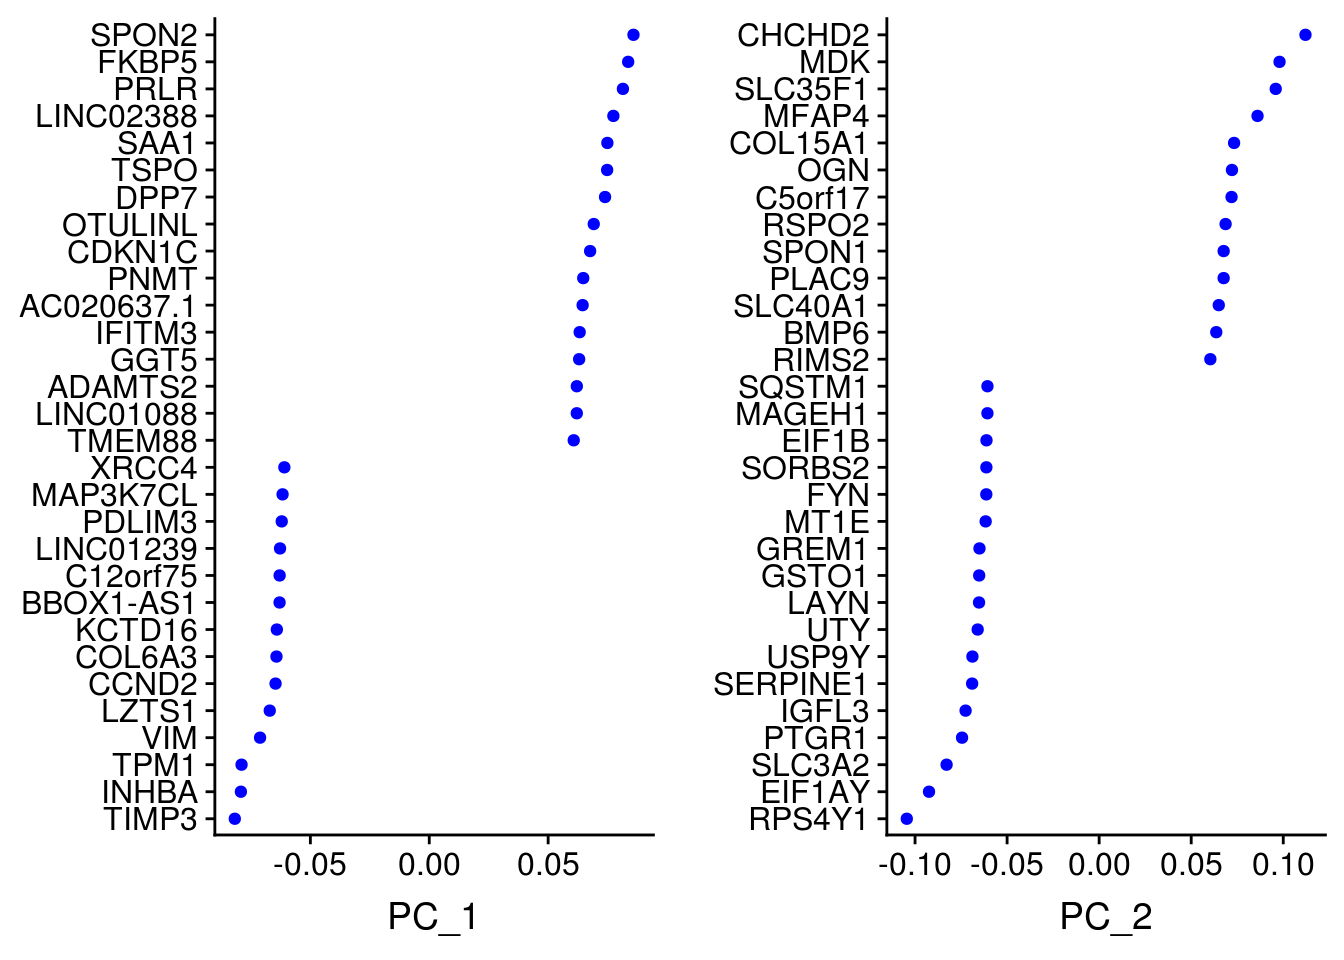 SPON2
FKBP5
PRLR
LINC02388
SAA1
TSPO
DPP7
OTULINL
CDKN1C
PNMT
AC020637.1
IFITM3
GGT5
ADAMTS2
LINC01088
TMEM88
XRCC4
MAP3K7CL
PDLIM3
LINC01239
C12orf75
BBOX1-AS1
KCTD16
COL6A3
CCND2
LZTS1
VIM
TPM1
INHBA
TIMP3
-0.05 0.00 0.05
PC_1
CHCHD2
MDK
SLC35F1
MFAP4
COL15A1
OGN
C5orf17
RSPO2
SPON1
PLAC9
SLC40A1
BMP6
RIMS2
SQSTM1
MAGEH1
EIF1B
SORBS2
FYN
MT1E
GREM1
GSTO1
LAYN
UTY
USP9Y
SERPINE1
IGFL3
PTGR1
SLC3A2
EIF1AY
RPS4Y1
-0.10 -0.05 0.00 0.05 0.10
PC_2